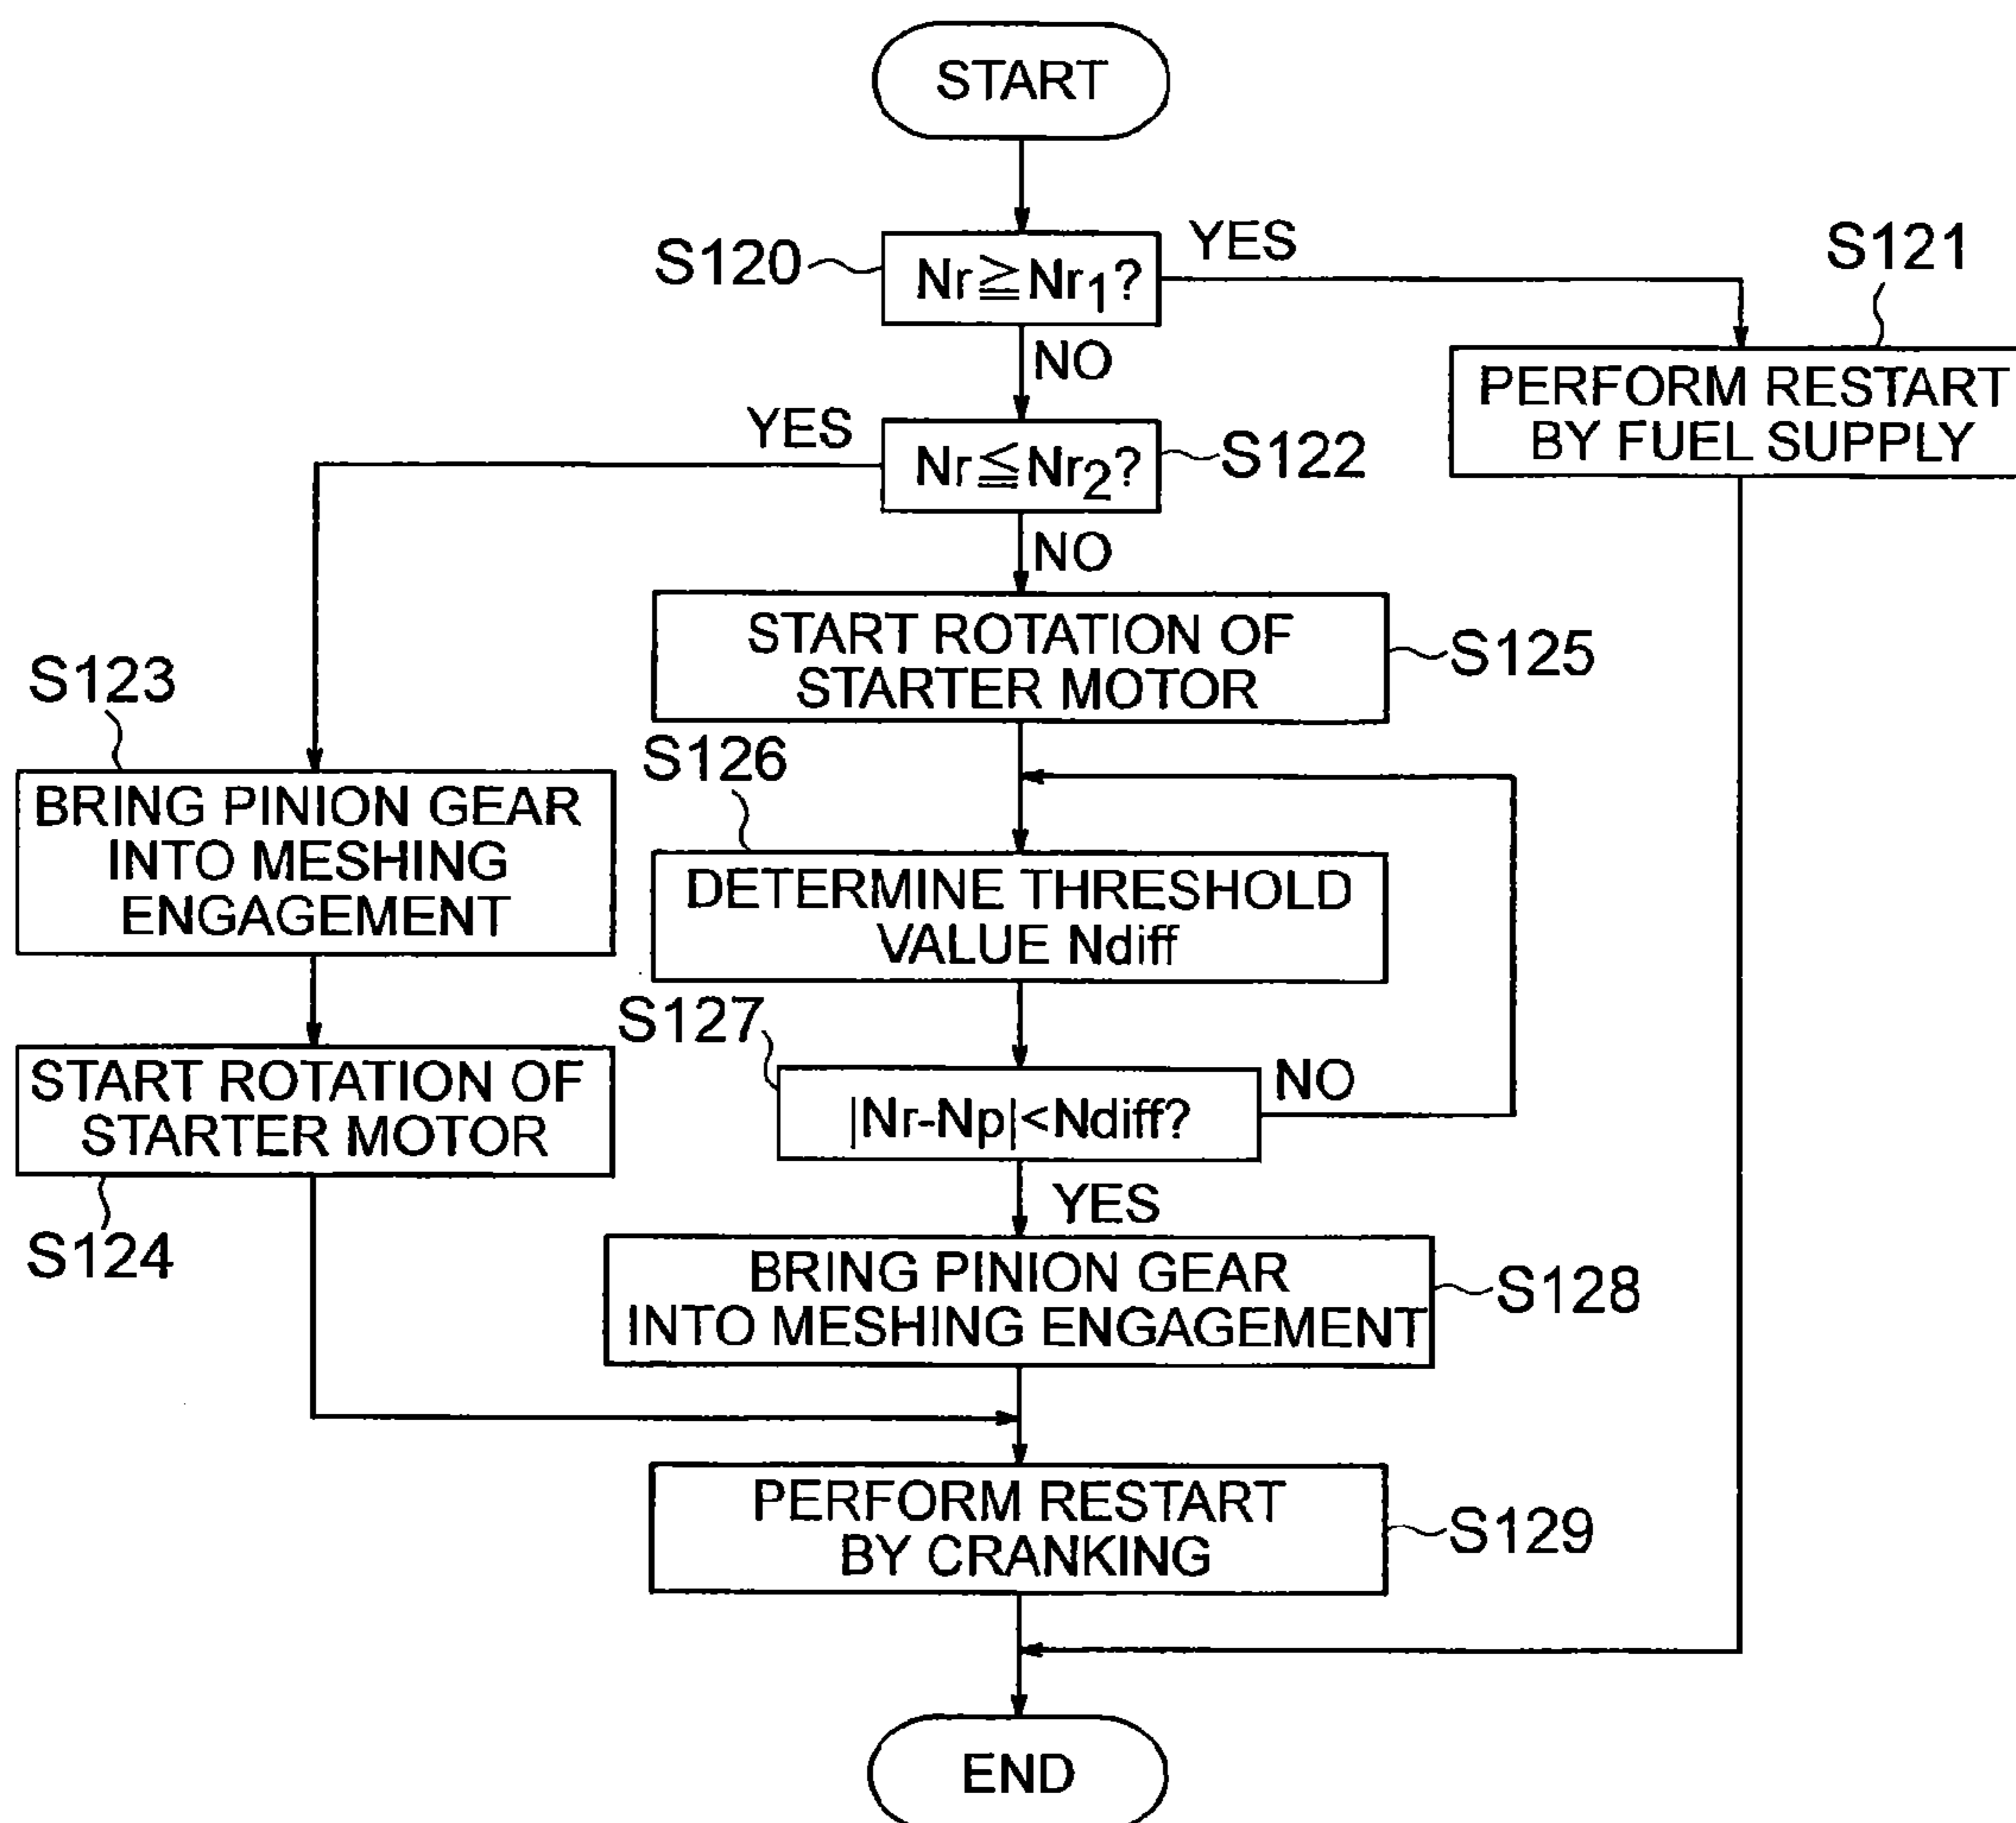 START
S120
Nr≧Nr1?
YES
S121
NO
PERFORM RESTART
BY FUEL SUPPLY
YES
Nr≦Nr2?
S122
NO
START ROTATION OF
STARTER MOTOR
S125
S123
BRING PINION GEAR
INTO MESHING
ENGAGEMENT
S126
DETERMINE THRESHOLD
VALUE Ndiff
START ROTATION OF
STARTER MOTOR
S124
S127
|Nr-Np|<Ndiff?
NO
YES
BRING PINION GEAR
INTO MESHING ENGAGEMENT
S128
PERFORM RESTART
BY CRANKING
S129
END